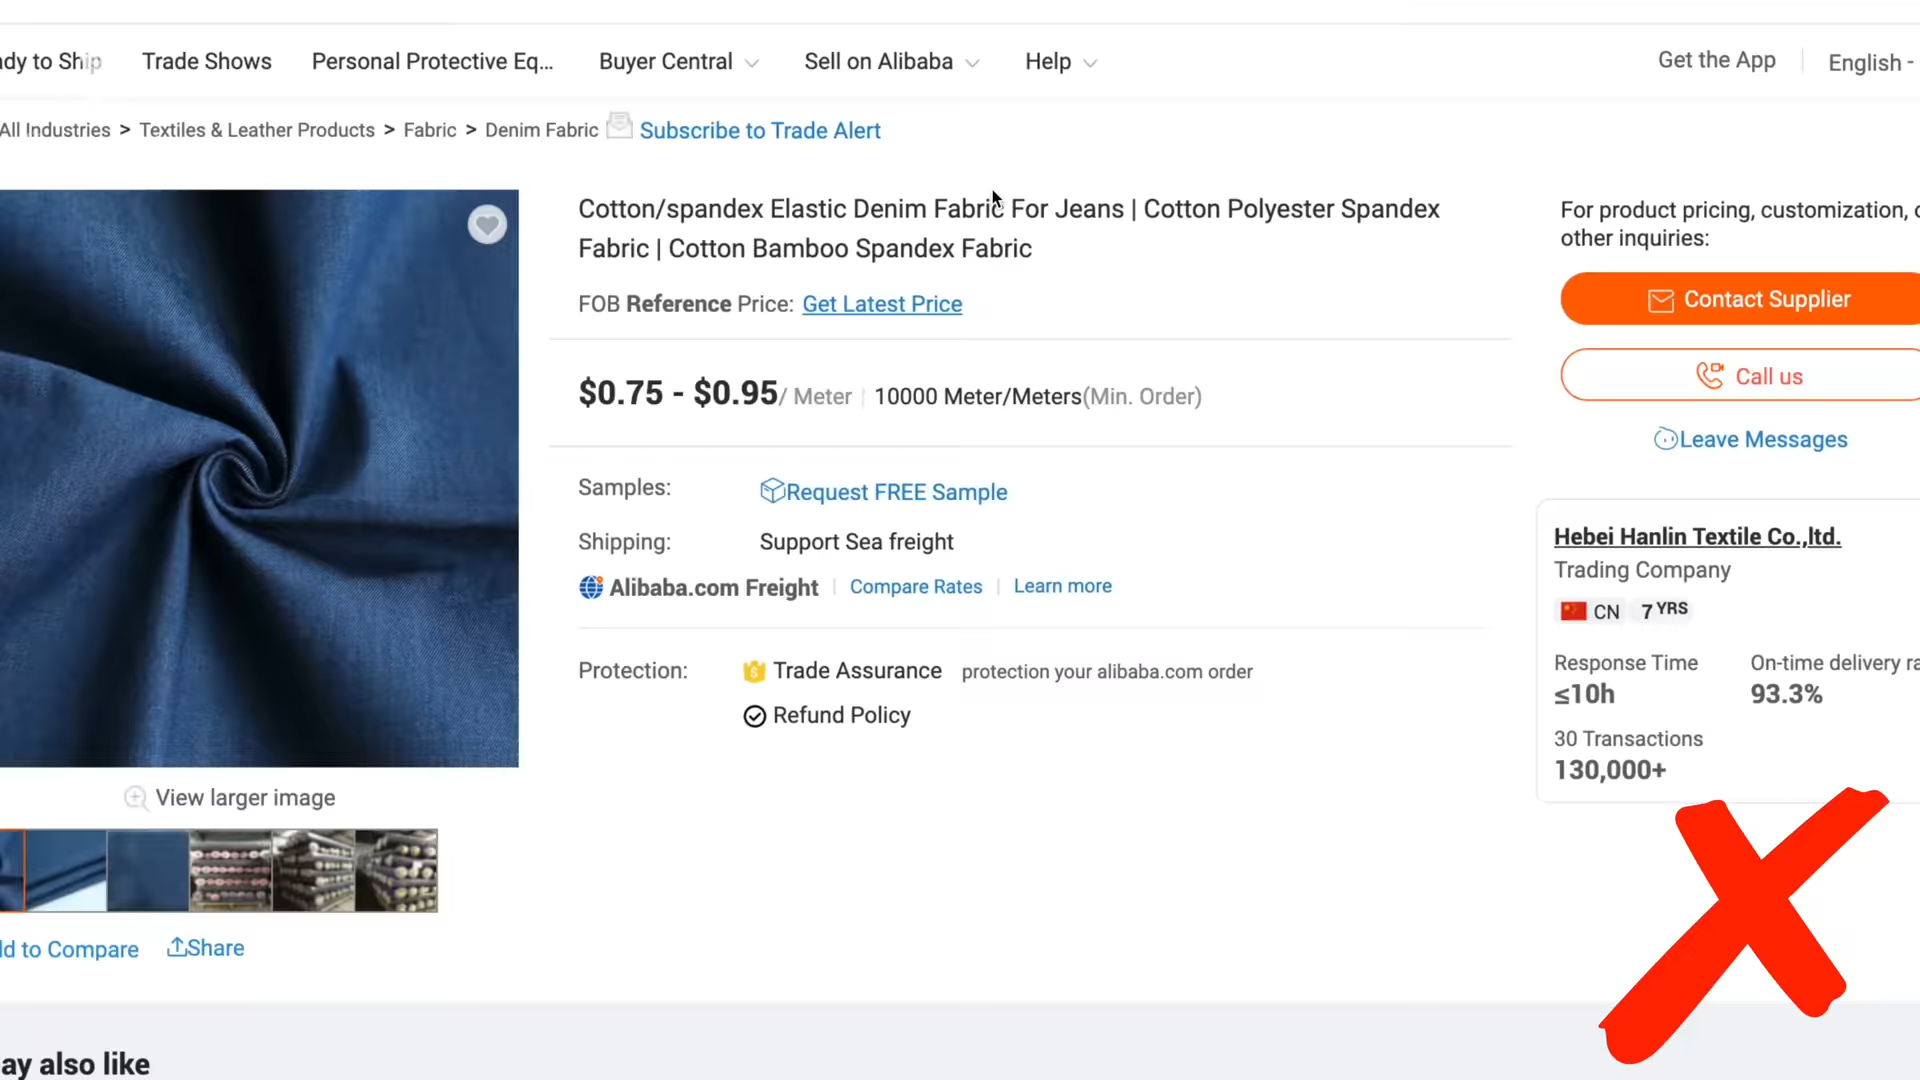 dy to Ship Trade Shows Personal Protective Eq... Buyer Central Sell on Alibaba Help Get the App English -
All Industries > Textiles & Leather Products > Fabric > Denim Fabric Subscribe to Trade Alert
Cotton/spandex Elastic Denim Fabric For Jeans | Cotton Polyester Spandex
Fabric | Cotton Bamboo Spandex Fabric
FOB Reference Price: Get Latest Price
$0.75 - $0.95/ Meter | 10000 Meter/Meters(Min. Order)
Samples: Request FREE Sample
Shipping: Support Sea freight
Alibaba.com Freight | Compare Rates | Learn more
Protection: Trade Assurance protection your alibaba.com order
Refund Policy
View larger image
ld to Compare Share
ay also like
For product pricing, customization, o
other inquiries:
Contact Supplier
Call us
Leave Messages
Hebei Hanlin Textile Co.,ltd.
Trading Company
CN 7 YRS
Response Time On-time delivery ra
≤10h 93.3%
30 Transactions
130,000+